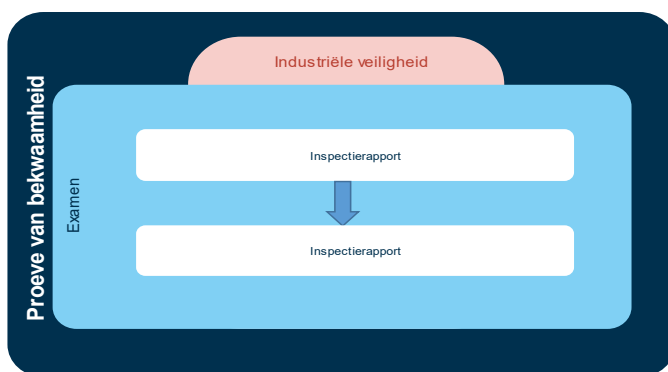 Industriële veiligheid
Proeve van bekwaamheid
Examen
Inspectierapport
Inspectierapport